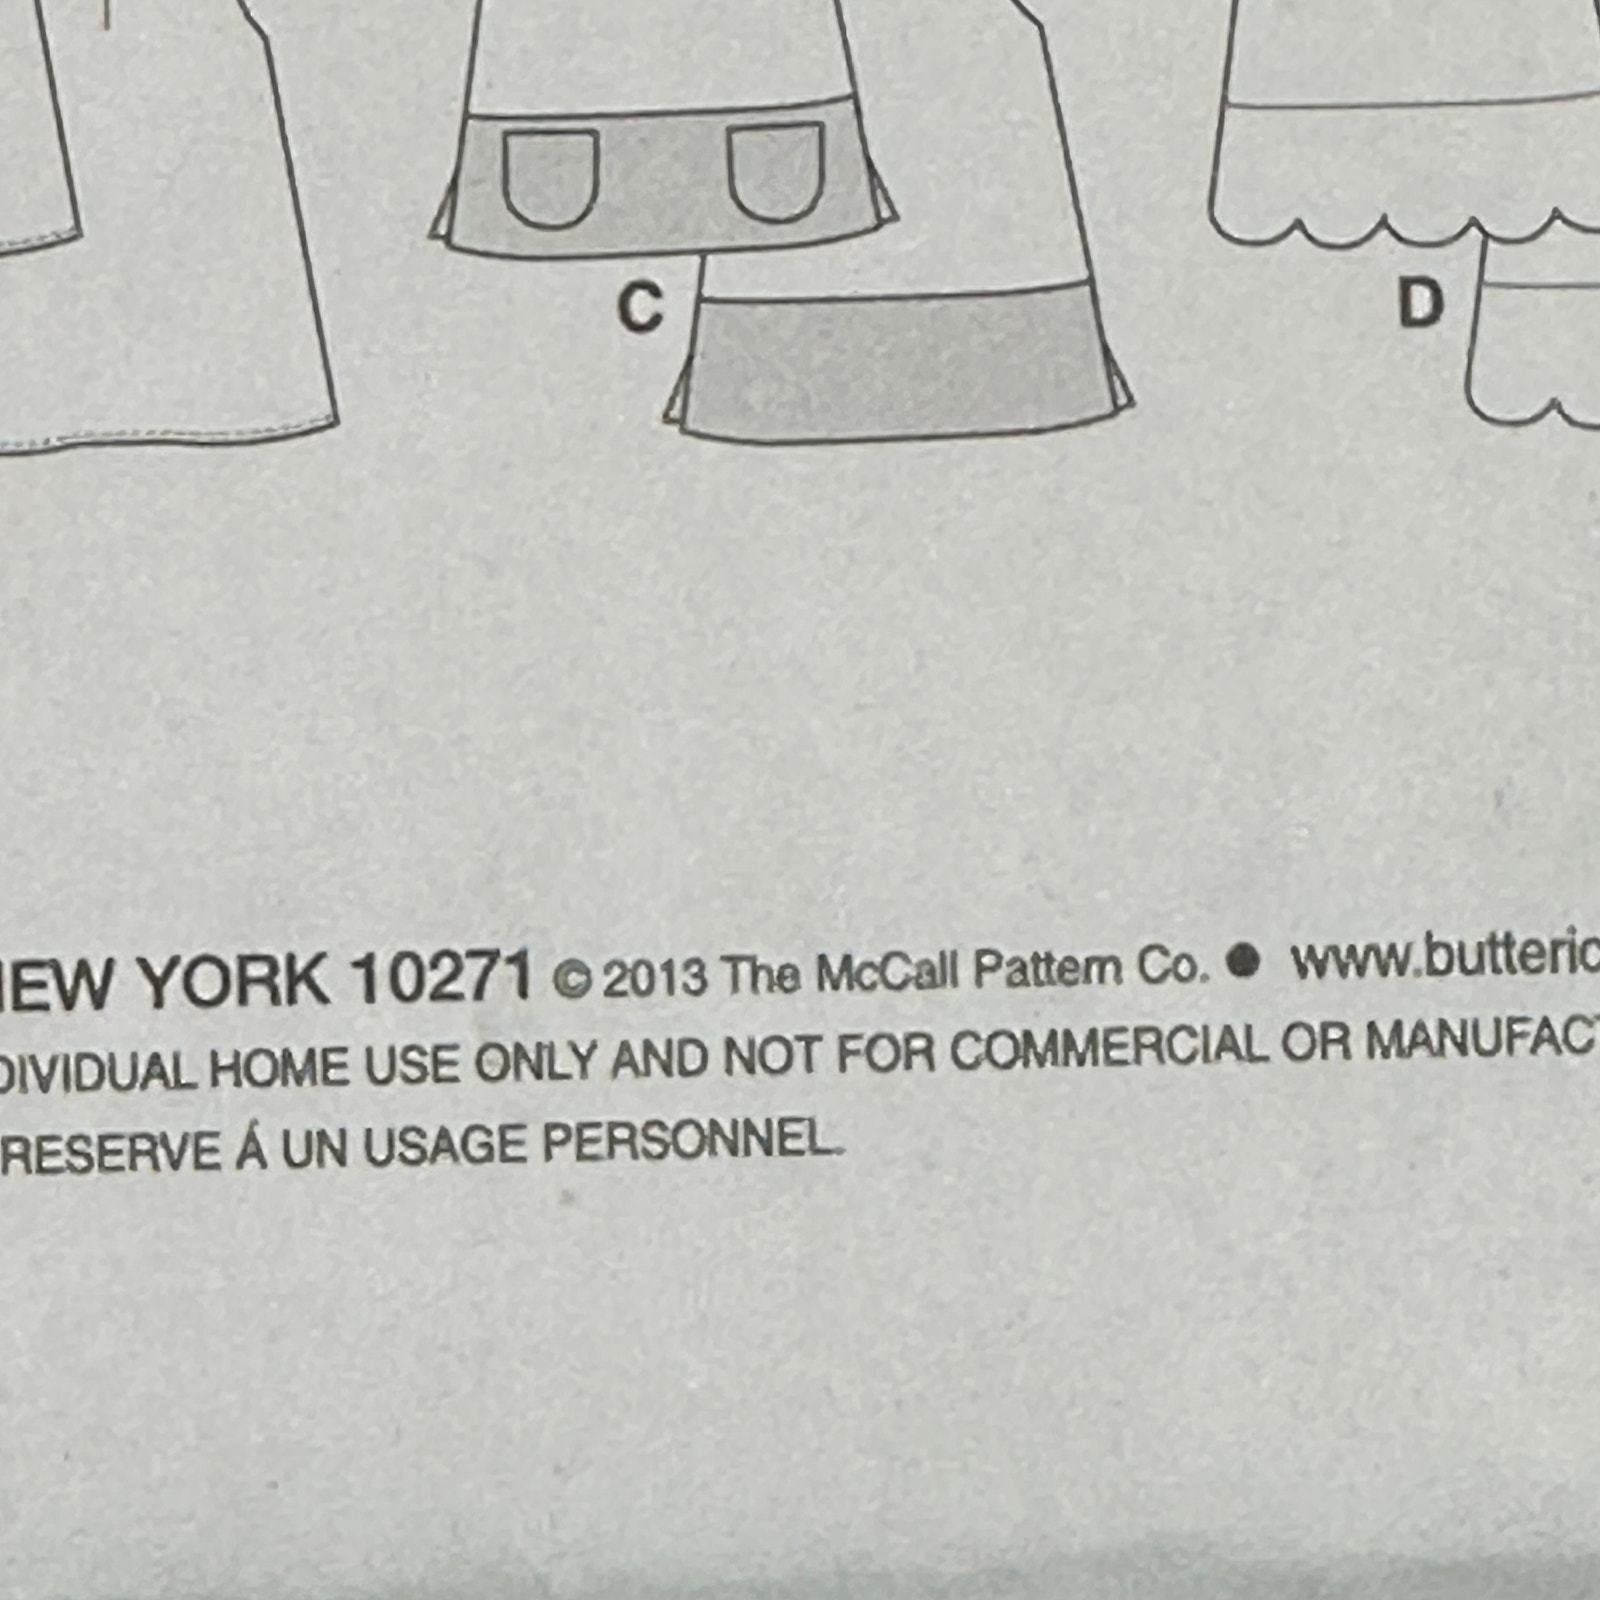 C
D
NEW YORK 10271 © 2013 The McCall Pattern Co. ● www.butteric
DIVIDUAL HOME USE ONLY AND NOT FOR COMMERCIAL OR MANUFACT
RESERVE Á UN USAGE PERSONNEL.